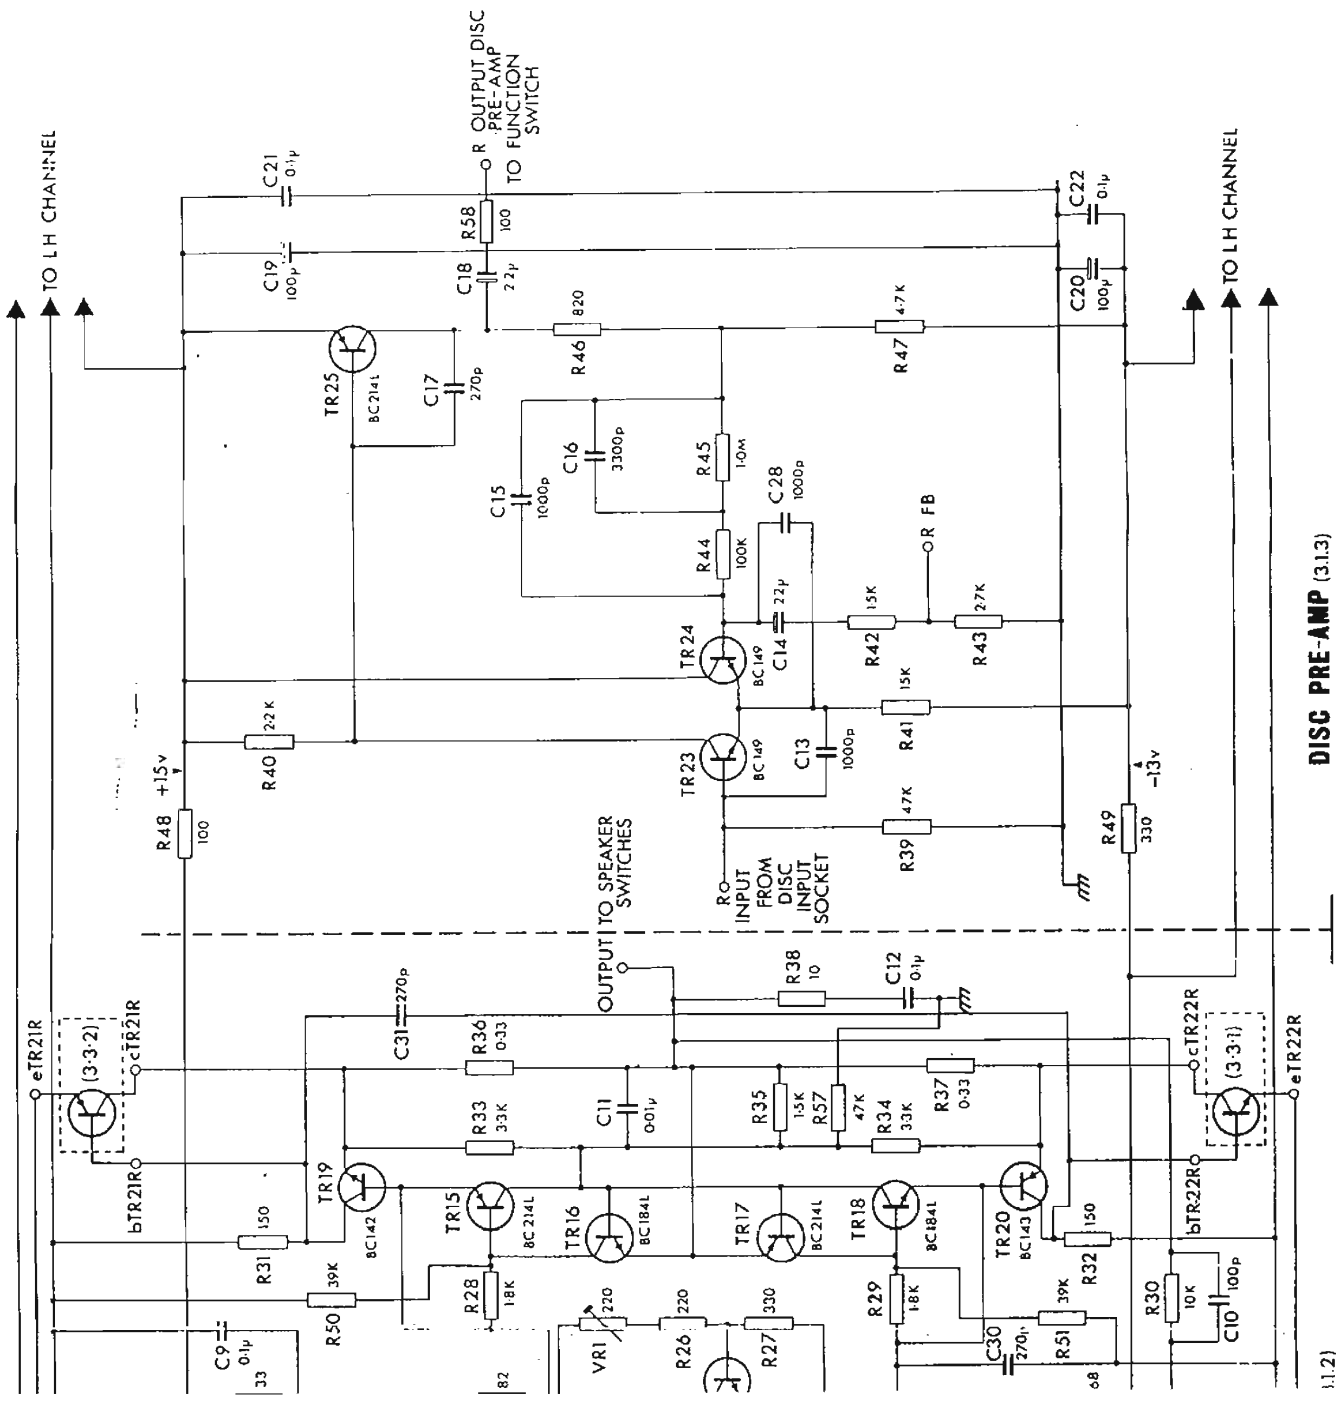 TO LH CHANNEL
C21
0·1µ
R OUTPUT DISC
PRE-AMP
TO FUNCTION
SWITCH
R58
100
C19
100µ
C18
2·2µ
C22
0·1µ
C20
100µ
TO LH CHANNEL
TR25
BC214L
C17
270p
R46
820
R47
4·7K
C15
1000p
C16
3300p
R45
1·0M
R44
100K
C28
1000p
R FB
TR24
BC149
C14
22µ
R42
R43
2·7K
+15v
R40
2·2K
TR23
BC149
C13
1000p
R41
15K
R39
47K
-13v
R48
100
R49
330
R
INPUT
FROM
DISC
INPUT
SOCKET
DISC PRE-AMP (3.1.3)
OUTPUT TO SPEAKER
SWITCHES
R38
10
C12
0·1µ
eTR21R
(3·3·2)
cTR21R
bTR21R
C31
270p
R36
0·33
R33
3·3K
C11
0·01µ
R35
1·5K
R57
47K
R34
3·3K
R37
0·33
cTR22R
(3·3·1)
eTR22R
bTR22R
TR19
BC142
TR15
BC214L
TR16
BC184L
TR17
BC214L
TR18
BC184L
TR20
BC143
R31
150
R32
150
R50
39K
R28
1·8K
R29
1·8K
R51
39K
R30
10K
C10
100p
C9
0·1µ
VR1
220
R26
220
R27
330
C30
33
82
68